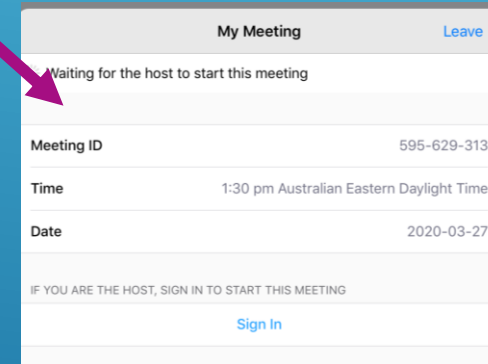 My Meeting Leave
Waiting for the host to start this meeting
Meeting ID 595-629-313
Time 1:30 pm Australian Eastern Daylight Time
Date 2020-03-27
IF YOU ARE THE HOST, SIGN IN TO START THIS MEETING
Sign In